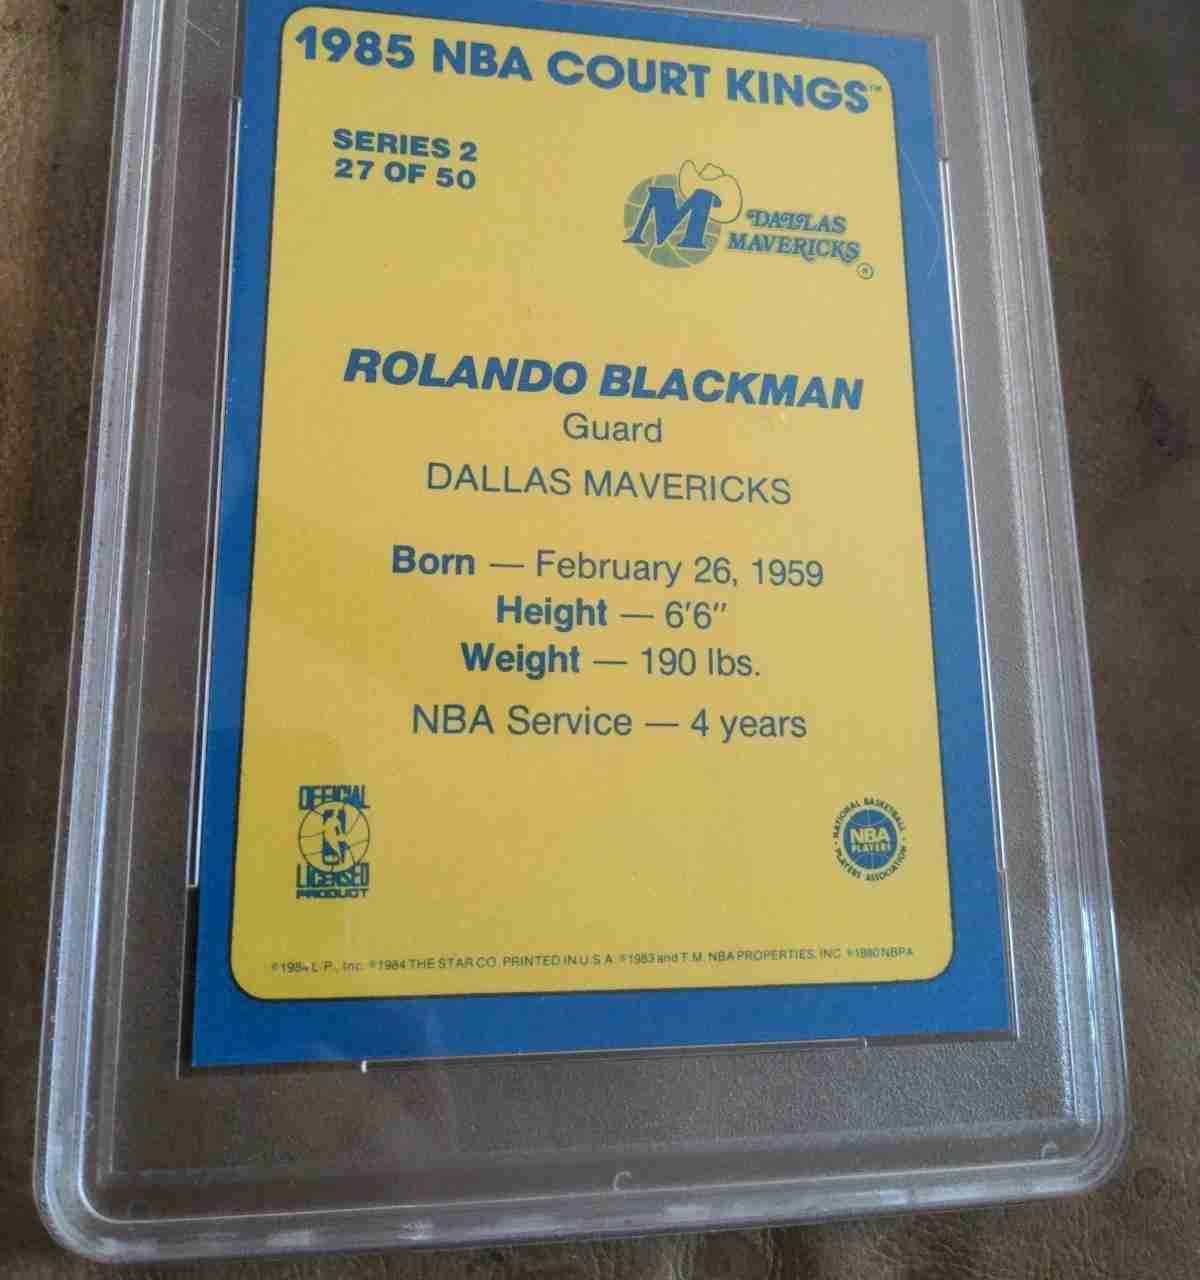 1985 NBA COURT KINGS™
SERIES 2
27 OF 50
M
DALLAS
MAVERICKS
®
ROLANDO BLACKMAN
Guard
DALLAS MAVERICKS
Born — February 26, 1959
Height — 6'6"
Weight — 190 lbs.
NBA Service — 4 years
OFFICIAL
LICENSED
PRODUCT
NATIONAL BASKETBALL
NBA
PLAYERS
PLAYERS ASSOCIATION
©1984 L.P., Inc. ©1984 THE STAR CO. PRINTED IN U.S.A. ©1983 and T.M. NBA PROPERTIES, INC. ©1980 NBPA